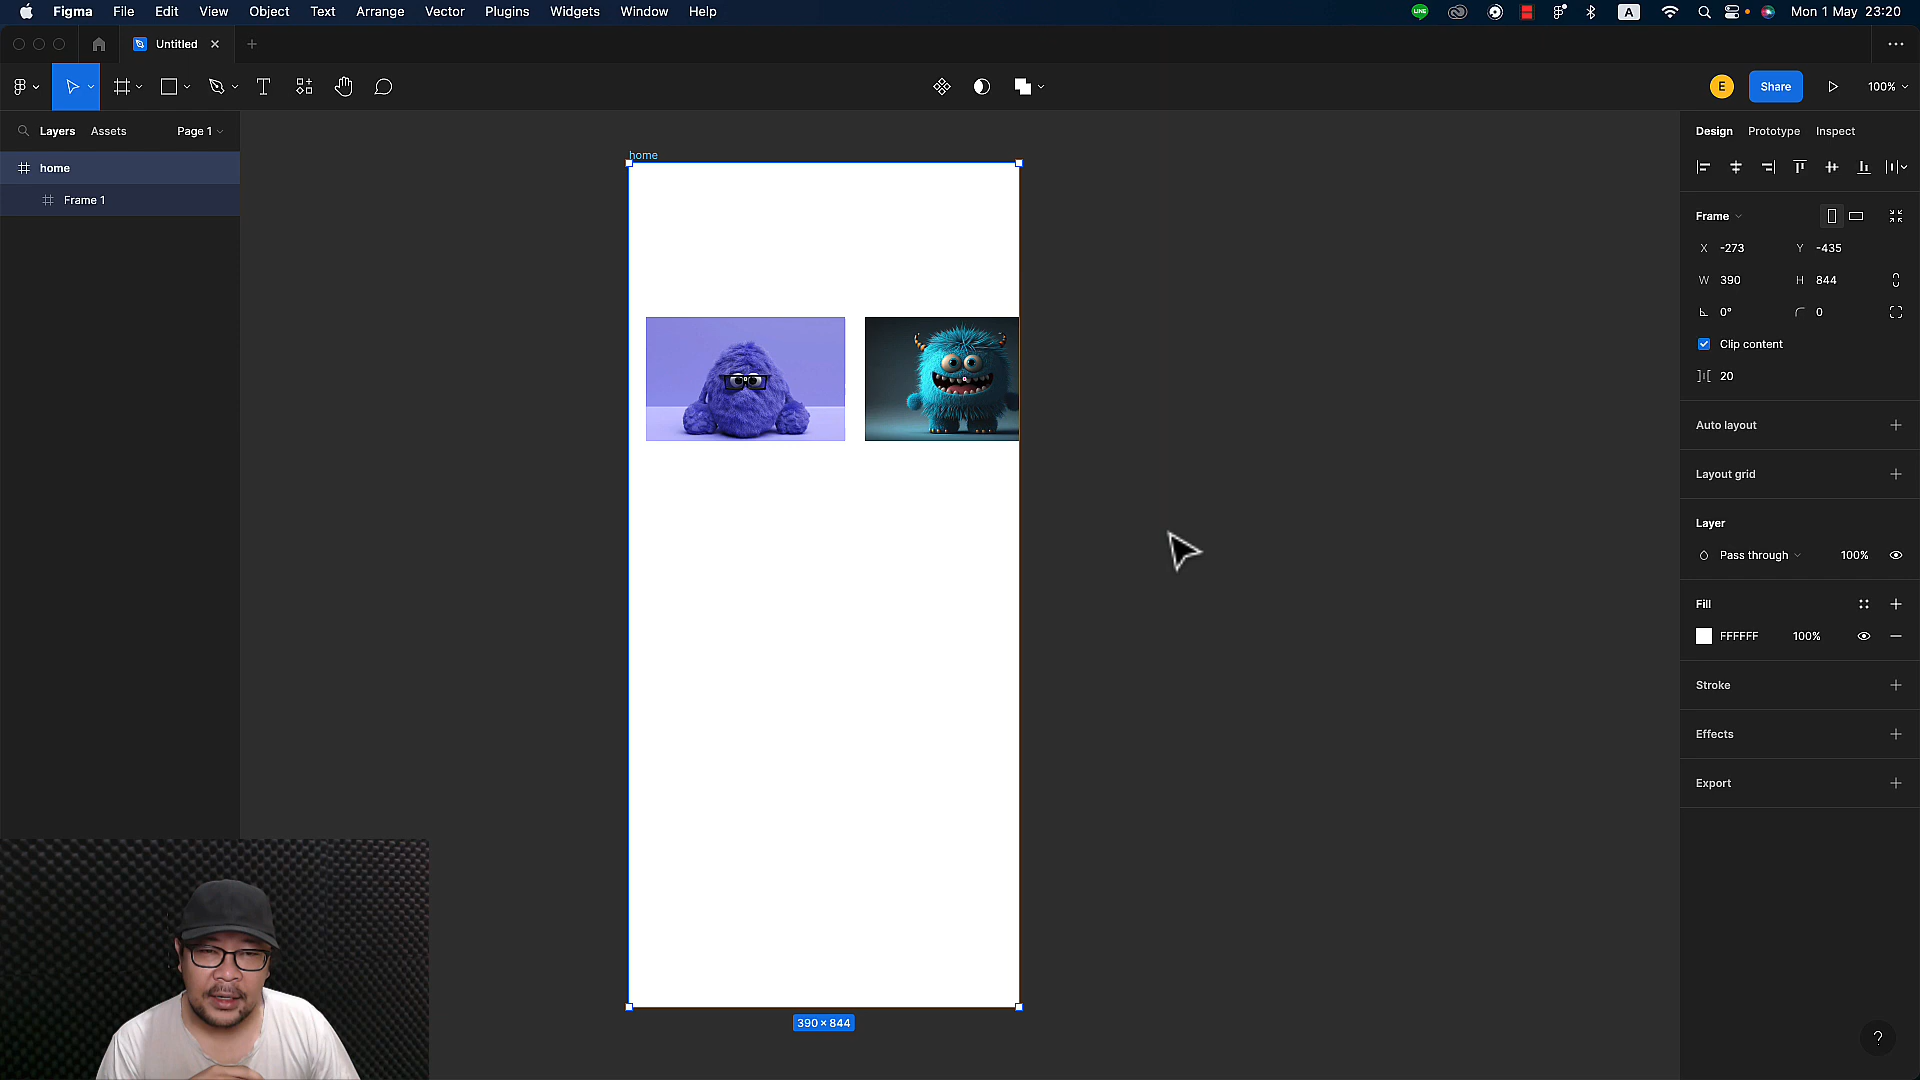 Figma File Edit View Object Text Arrange Vector Plugins Widgets Window Help
LINE A Mon 1 May 23:20
Untitled
E Share 100%
Layers Assets Page 1
home
Frame 1
home
390 × 844
Design Prototype Inspect
Frame
X -273 Y -435
W 390 H 844
0° 0
Clip content
20
Auto layout
Layout grid
Layer
Pass through 100%
Fill
FFFFFF 100%
Stroke
Effects
Export
?